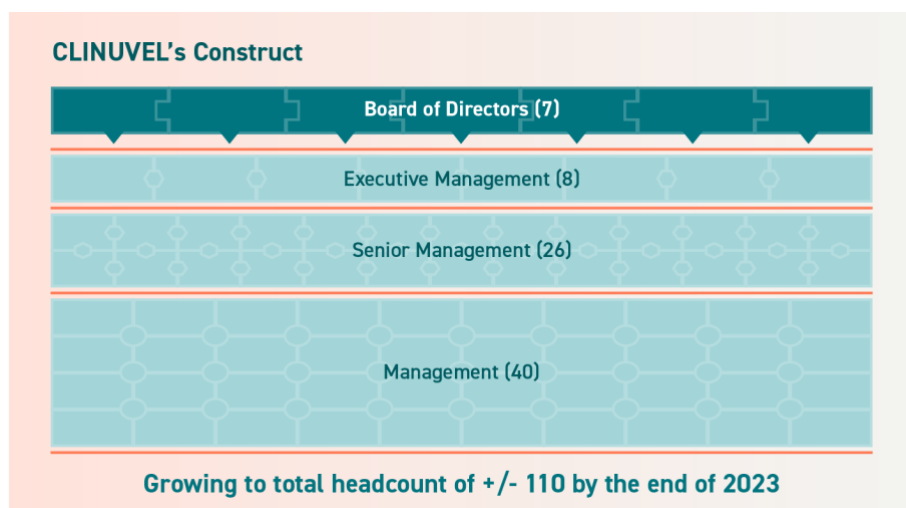 CLINUVEL’s Construct
Board of Directors (7)
Executive Management (8)
Senior Management (26)
Management (40)
Growing to total headcount of +/- 110 by the end of 2023